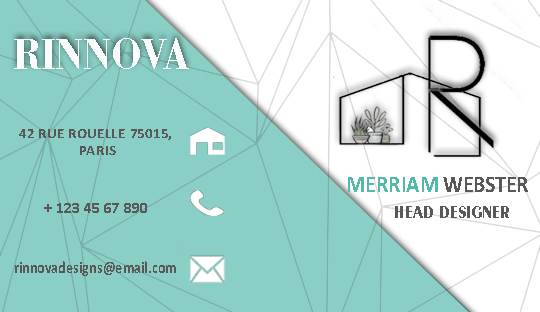 RINNOVA
42 RUE ROUELLE 75015,
PARIS
+ 123 45 67 890
rinnovadesigns@email.com
R
MERRIAM WEBSTER
HEAD DESIGNER